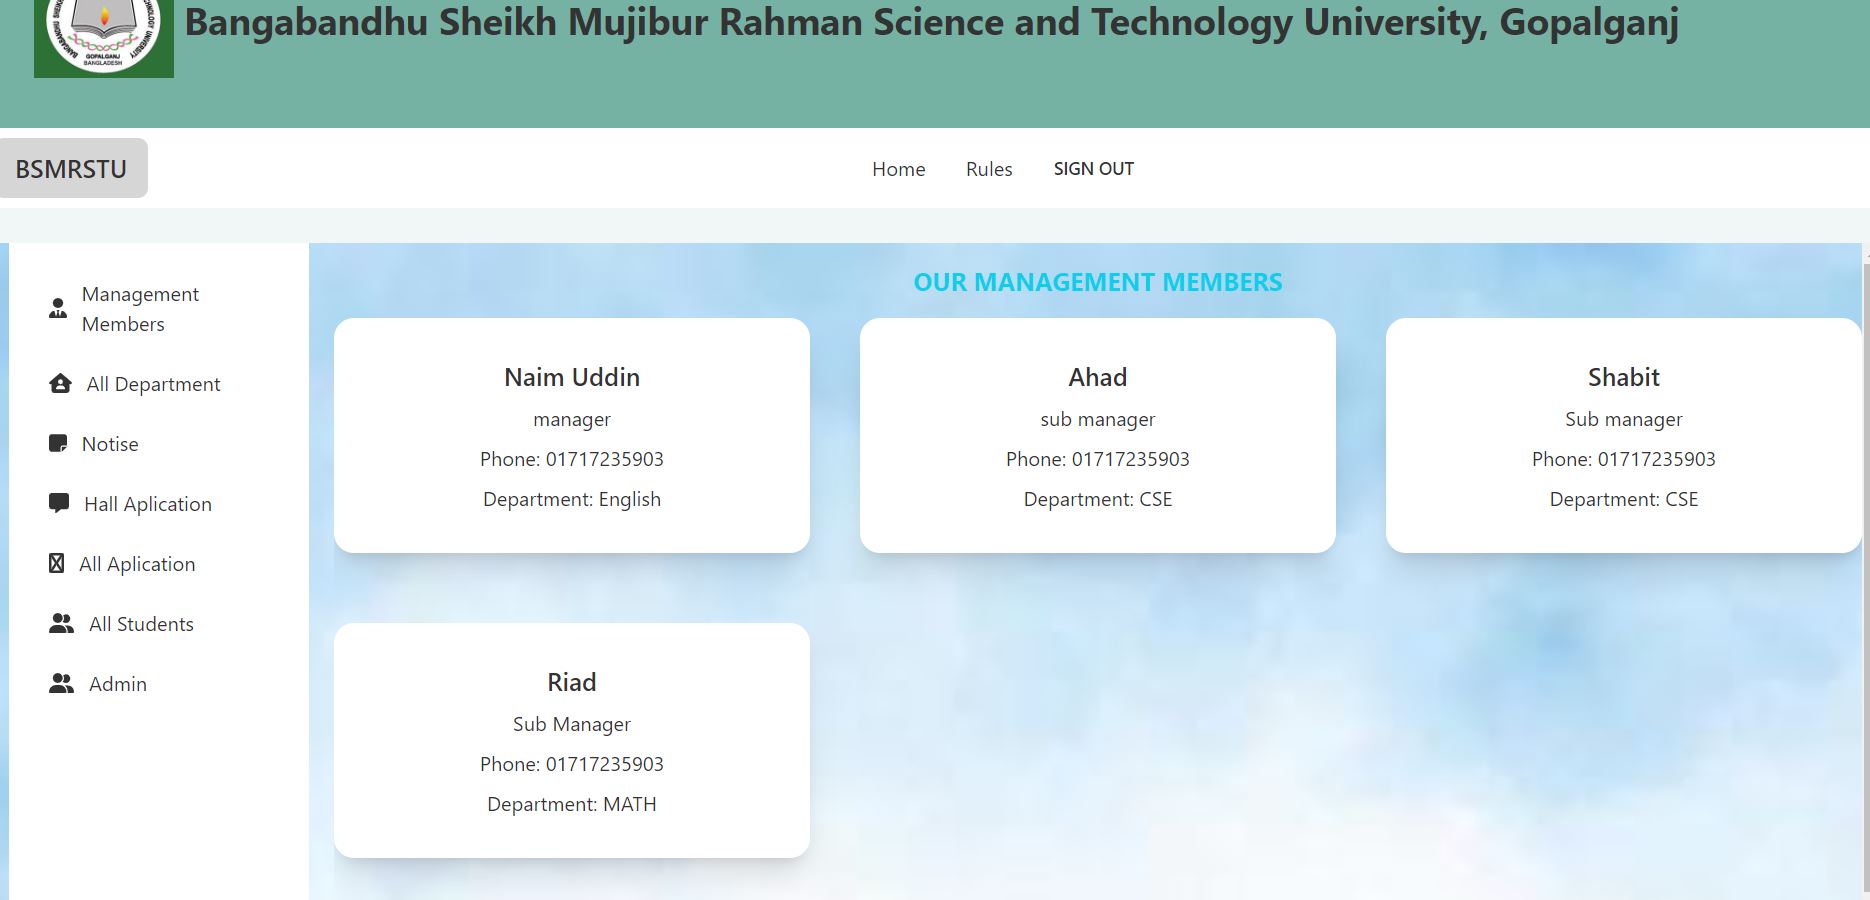 Bangabandhu Sheikh Mujibur Rahman Science and Technology University, Gopalganj
TECHNOLOGY UNIVERSITY
GOPALGANJ
BANGLADESH
BSMRSTU
Home
Rules
SIGN OUT
Management
Members
All Department
Notise
Hall Aplication
All Aplication
All Students
Admin
OUR MANAGEMENT MEMBERS
Naim Uddin
manager
Phone: 01717235903
Department: English
Ahad
sub manager
Phone: 01717235903
Department: CSE
Shabit
Sub manager
Phone: 01717235903
Department: CSE
Riad
Sub Manager
Phone: 01717235903
Department: MATH